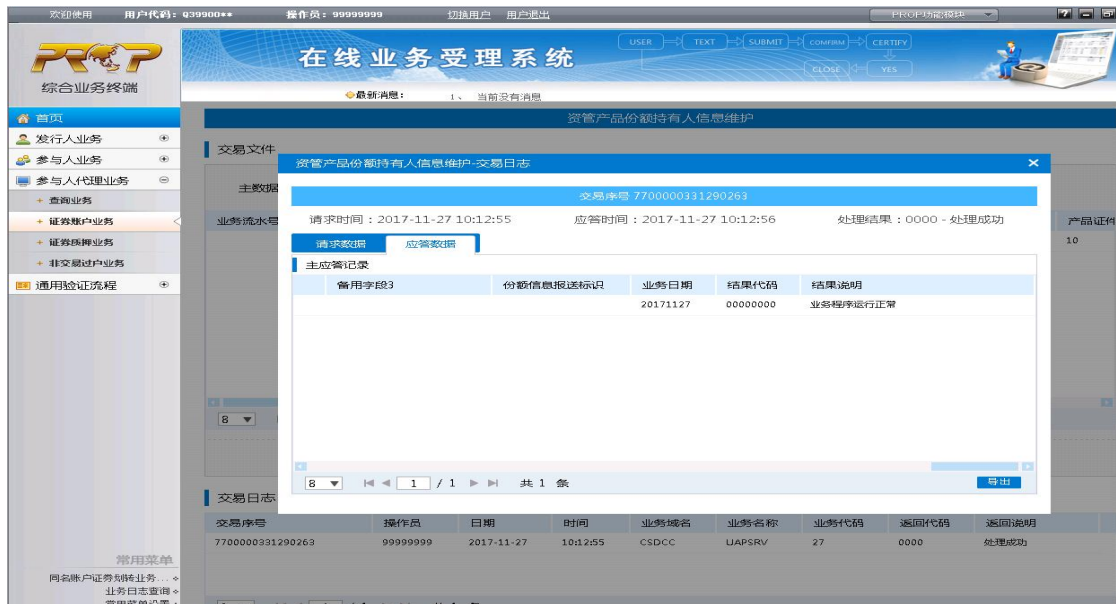 欢迎使用 用户代码: Q39900** 操作员: 99999999 切换用户 用户退出 PROP功能模块
PROP
综合业务终端
在线业务受理系统
USER TEXT SUBMIT CONFIRM CERTIFY
CLOSE YES
最新消息: 1、 当前没有消息
首页
发行人业务
参与人业务
参与人代理业务
+ 查询业务
+ 证券账户业务
+ 证券质押业务
+ 非交易过户业务
通用验证流程
常用菜单
同名账户证券划转业务...
业务日志查询
常用菜单设置
资管产品份额持有人信息维护
交易文件
主数据
业务流水号
产品证件
10
8
资管产品份额持有人信息维护-交易日志 ×
交易序号 7700000331290263
请求时间：2017-11-27 10:12:55 应答时间：2017-11-27 10:12:56 处理结果：0000 - 处理成功
请求数据 应答数据
主应答记录
备用字段3 份额信息报送标识 业务日期 结果代码 结果说明
20171127 00000000 业务程序运行正常
8 1 / 1 共 1 条 导出
交易日志
交易序号 操作员 日期 时间 业务域名 业务名称 业务代码 返回代码 返回说明
7700000331290263 99999999 2017-11-27 10:12:55 CSDCC UAPSRV 27 0000 处理成功